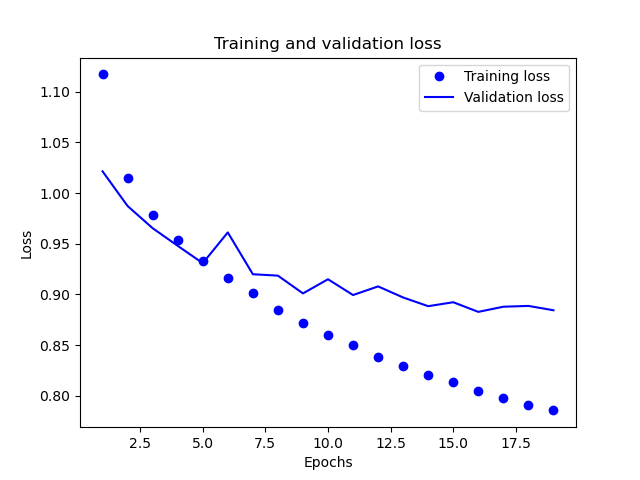 Training and validation loss
Training loss
Validation loss
1.10
1.05
1.00
0.95
0.90
0.85
0.80
Loss
2.5 5.0 7.5 10.0 12.5 15.0 17.5
Epochs